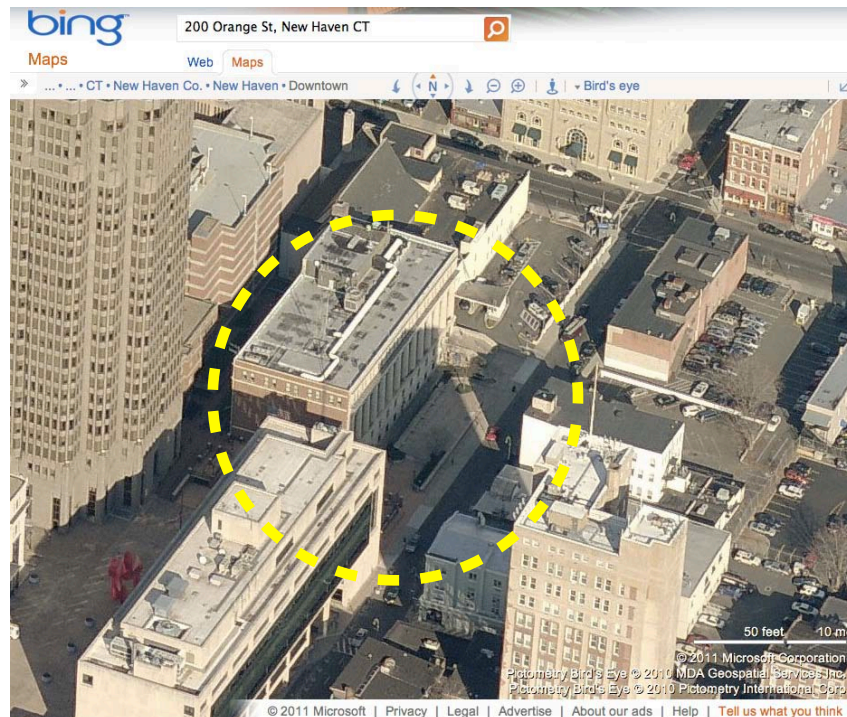 bing™
200 Orange St, New Haven CT
Maps
Web Maps
» ... • ... • CT • New Haven Co. • New Haven • Downtown N Bird's eye
50 feet 10 m
© 2011 Microsoft Corporation
Pictometry Bird's Eye © 2010 MDA Geospatial Services Inc.
Pictometry Bird's Eye © 2010 Pictometry International Corp
© 2011 Microsoft | Privacy | Legal | Advertise | About our ads | Help | Tell us what you think